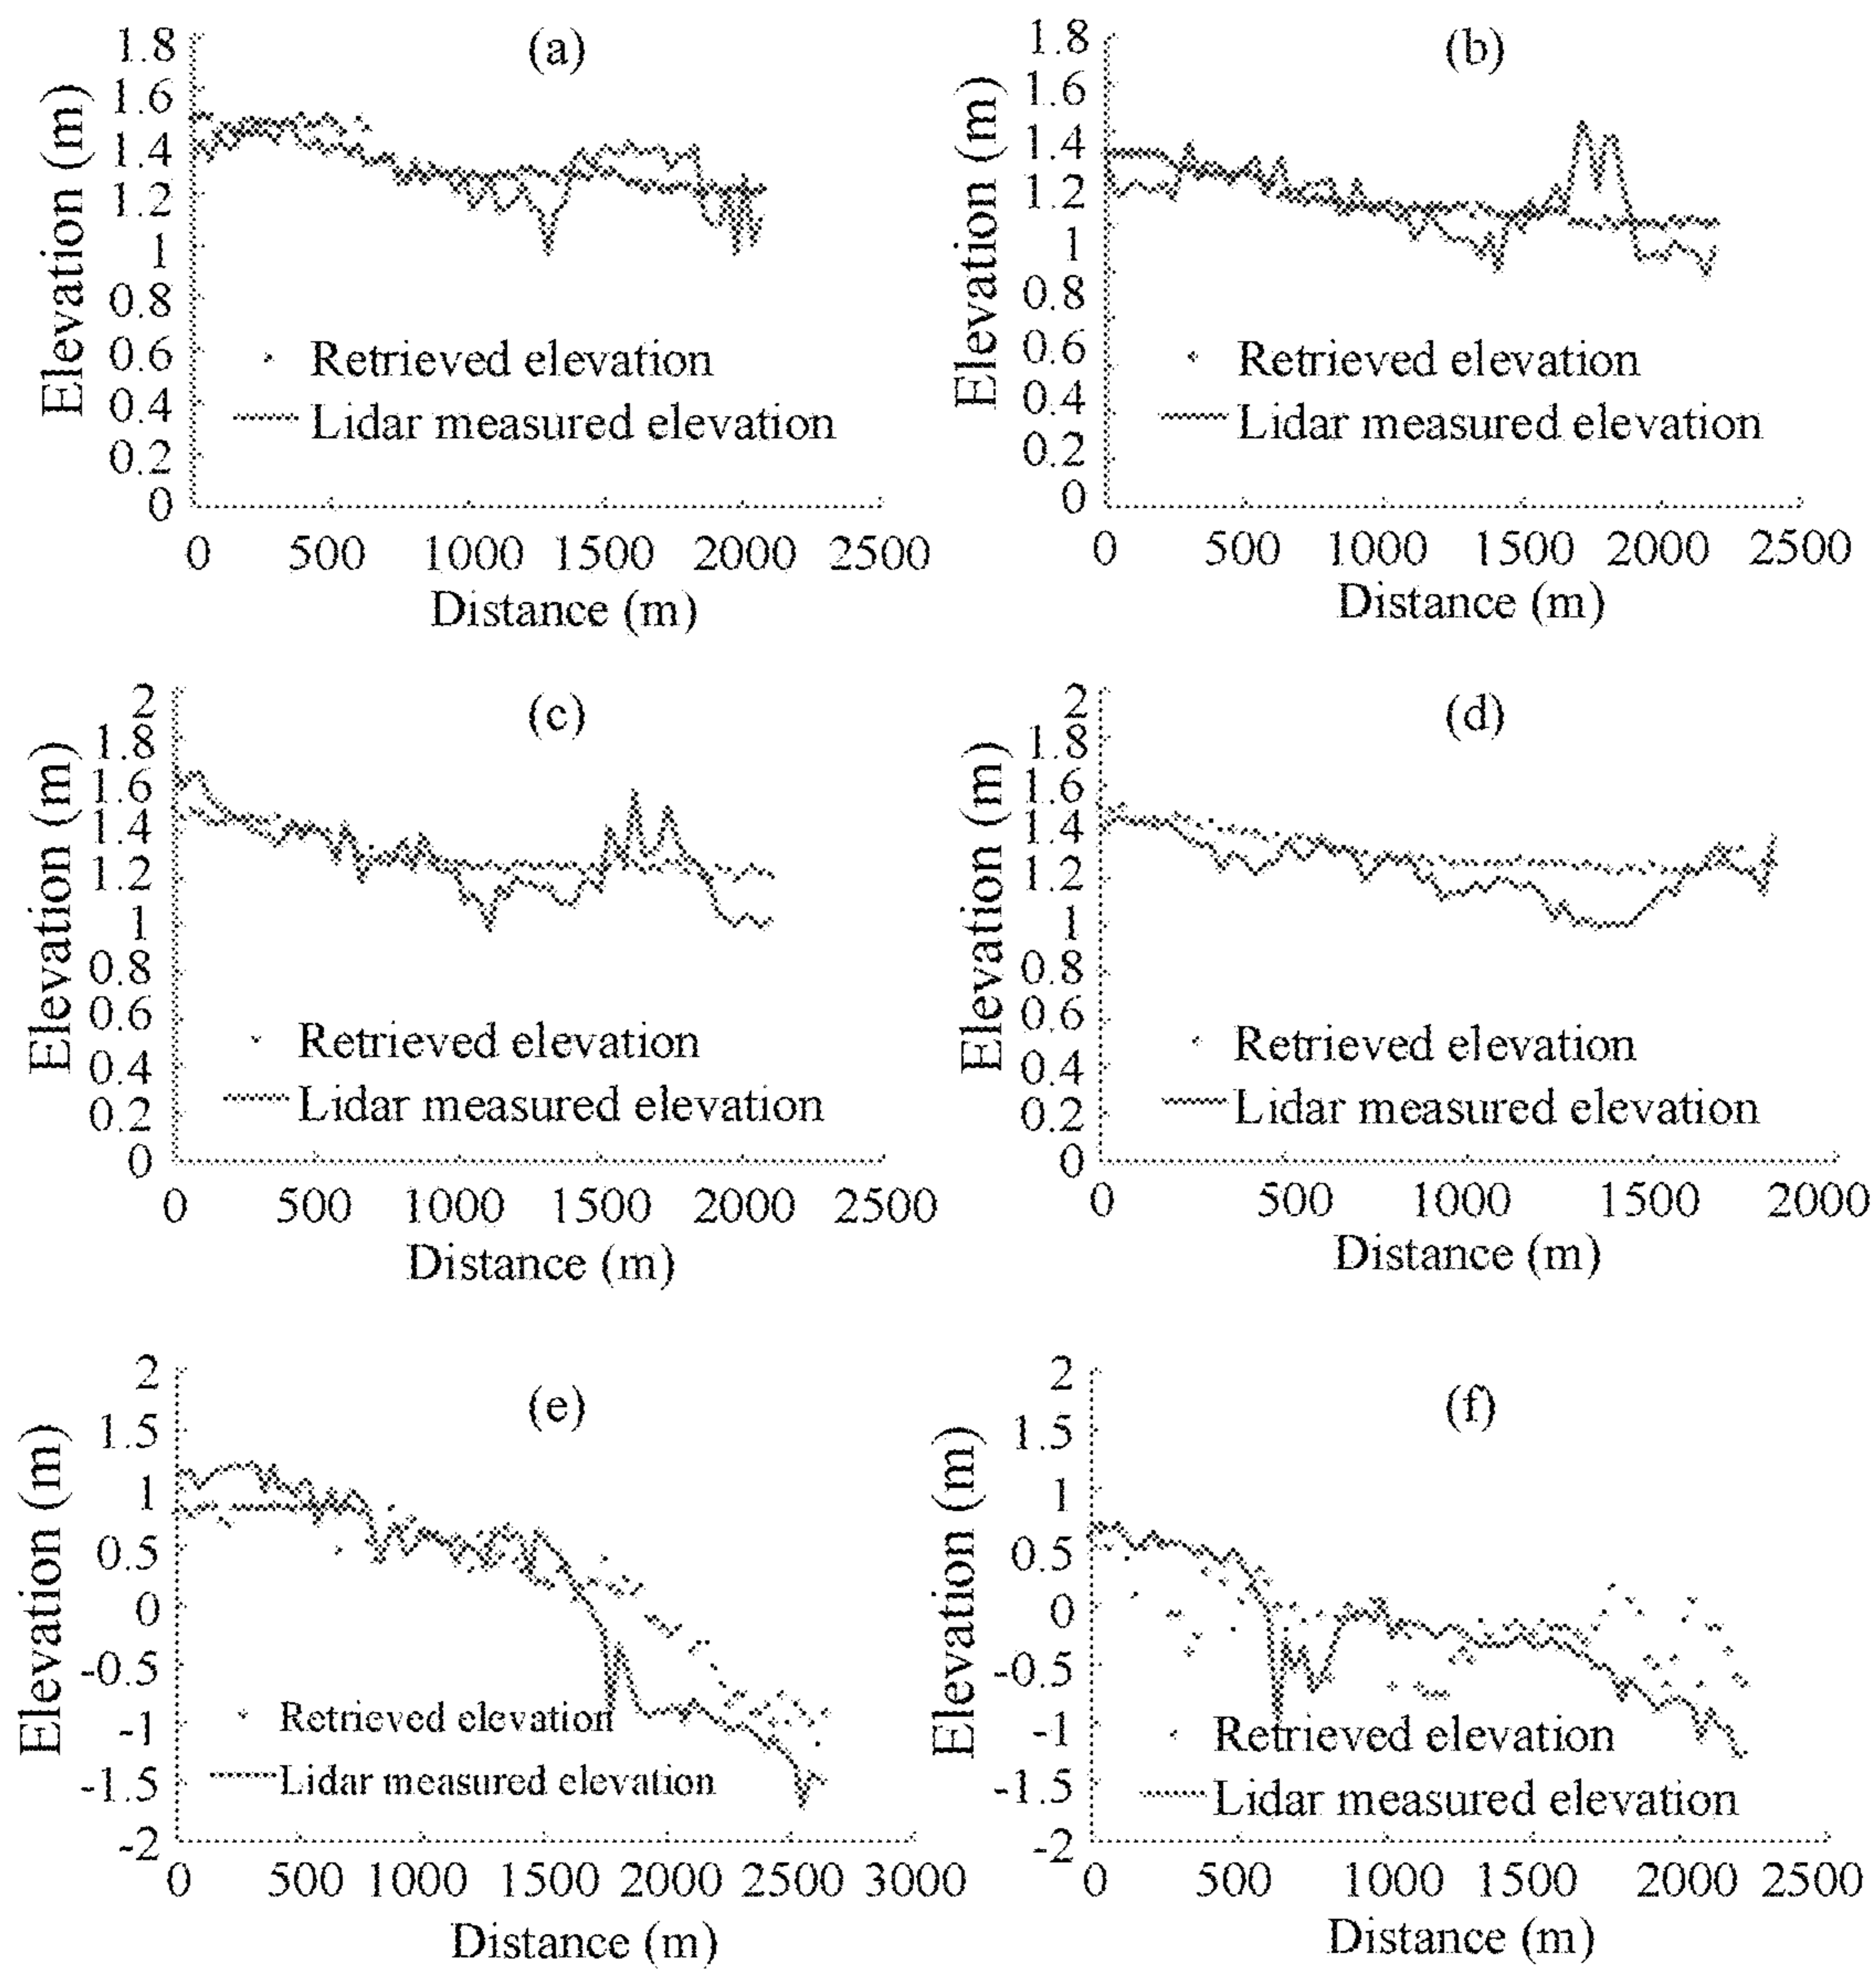 (a)
1.8
1.6
1.4
1.2
1
0.8
0.6
0.4
0.2
0
Elevation (m)
Retrieved elevation
Lidar measured elevation
0 500 1000 1500 2000 2500
Distance (m)
(b)
1.8
1.6
1.4
1.2
1
0.8
0.6
0.4
0.2
0
Elevation (m)
Retrieved elevation
Lidar measured elevation
0 500 1000 1500 2000 2500
Distance (m)
(c)
2
1.8
1.6
1.4
1.2
1
0.8
0.6
0.4
0.2
0
Elevation (m)
Retrieved elevation
Lidar measured elevation
0 500 1000 1500 2000 2500
Distance (m)
(d)
2
1.8
1.6
1.4
1.2
1
0.8
0.6
0.4
0.2
0
Elevation (m)
Retrieved elevation
Lidar measured elevation
0 500 1000 1500 2000
Distance (m)
(e)
2
1.5
1
0.5
0
-0.5
-1
-1.5
-2
Elevation (m)
Retrieved elevation
Lidar measured elevation
0 500 1000 1500 2000 2500 3000
Distance (m)
(f)
2
1.5
1
0.5
0
-0.5
-1
-1.5
-2
Elevation (m)
Retrieved elevation
Lidar measured elevation
0 500 1000 1500 2000 2500
Distance (m)